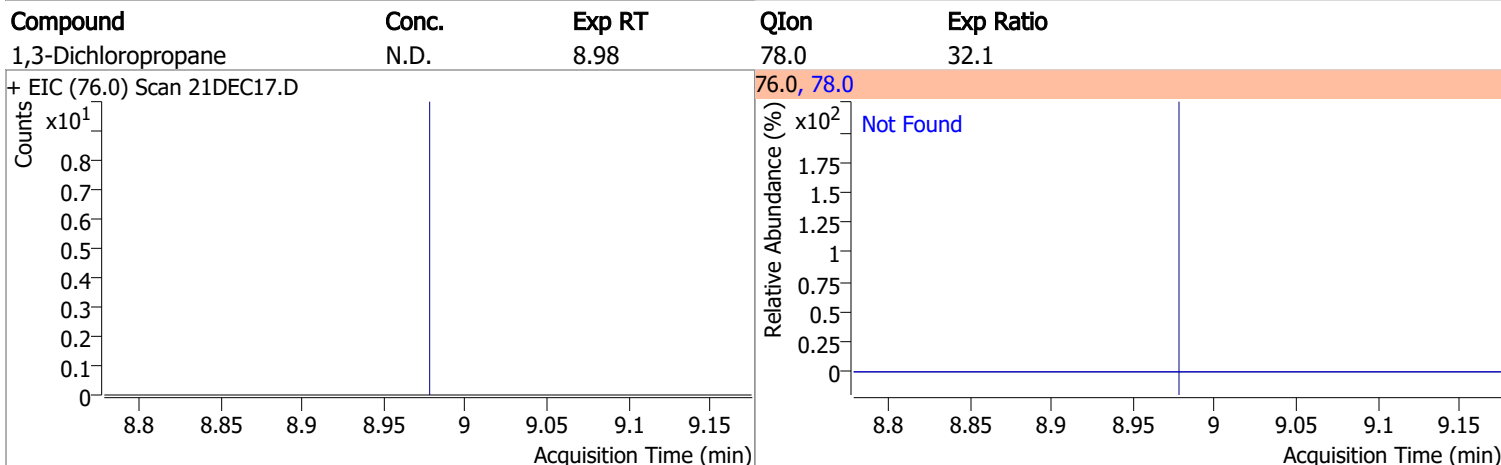 Compound Conc. Exp RT QIon Exp Ratio
1,3-Dichloropropane N.D. 8.98 78.0 32.1
+ EIC (76.0) Scan 21DEC17.D
Counts
x10¹
0.8
0.7
0.6
0.5
0.4
0.3
0.2
0.1
0
8.8 8.85 8.9 8.95 9 9.05 9.1 9.15
Acquisition Time (min)
76.0, 78.0
Relative Abundance (%)
x10²
Not Found
1.75
1.5
1.25
1
0.75
0.5
0.25
0
8.8 8.85 8.9 8.95 9 9.05 9.1 9.15
Acquisition Time (min)